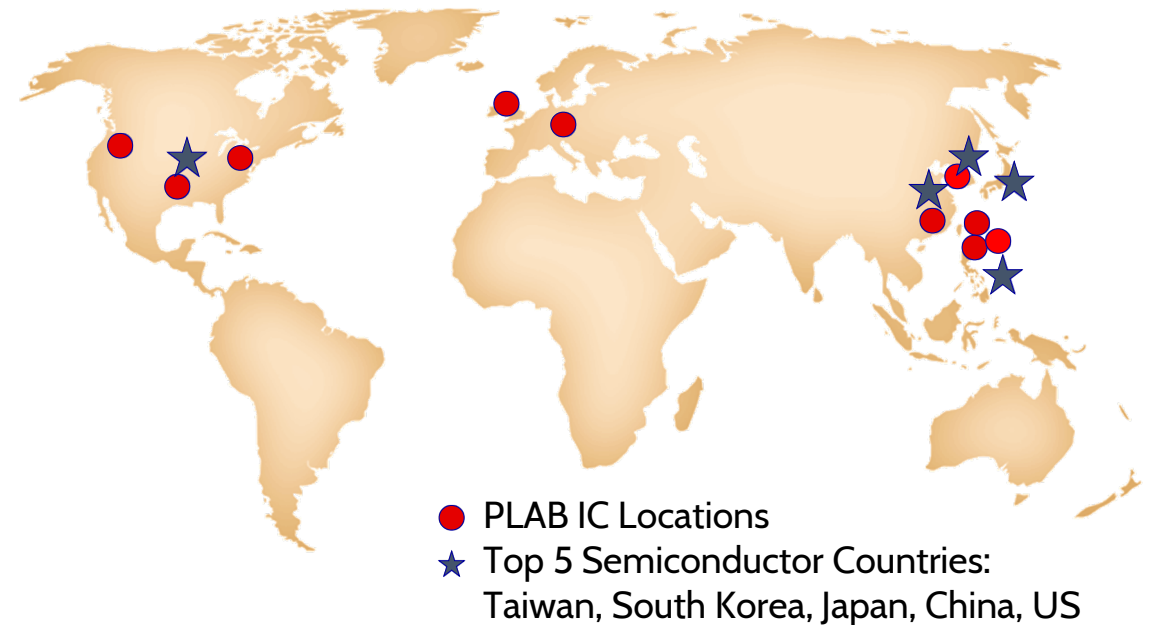 PLAB IC Locations
Top 5 Semiconductor Countries:
Taiwan, South Korea, Japan, China, US